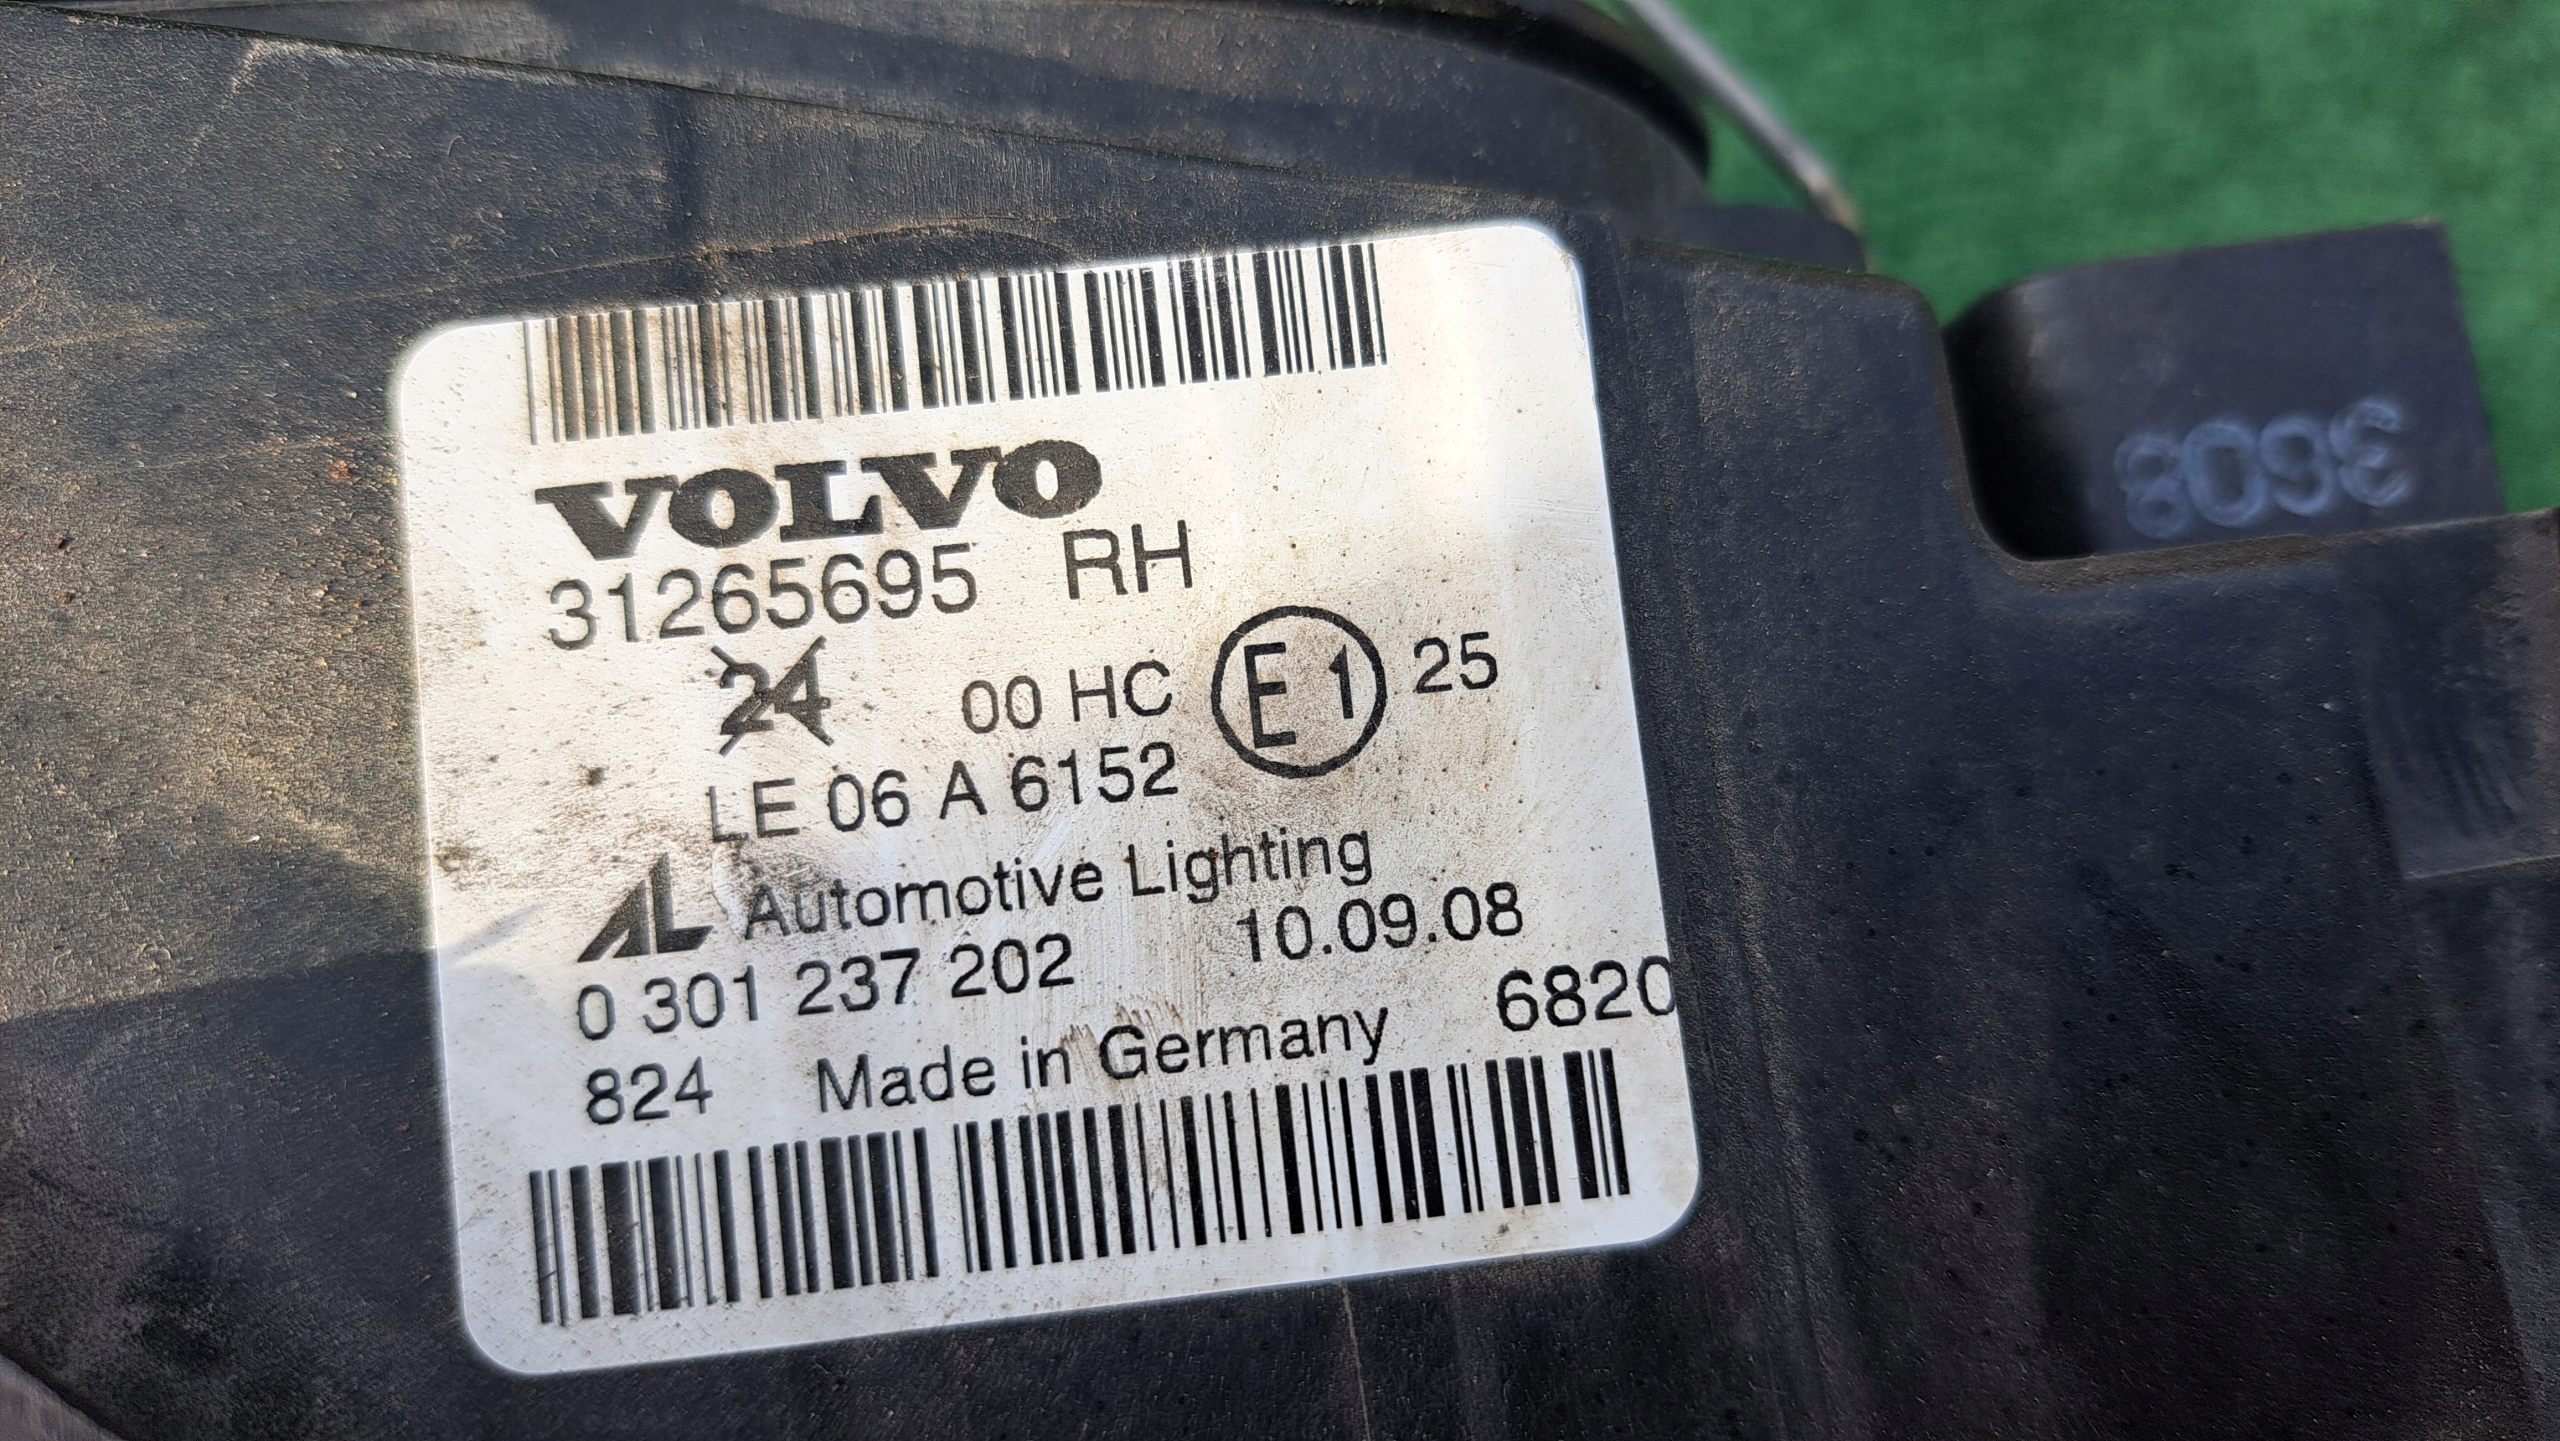 VOLVO
31265695 RH
24 00 HC E1 25
LE 06 A 6152
AL Automotive Lighting
0 301 237 202 10.09.08
824 Made in Germany 6820
3608